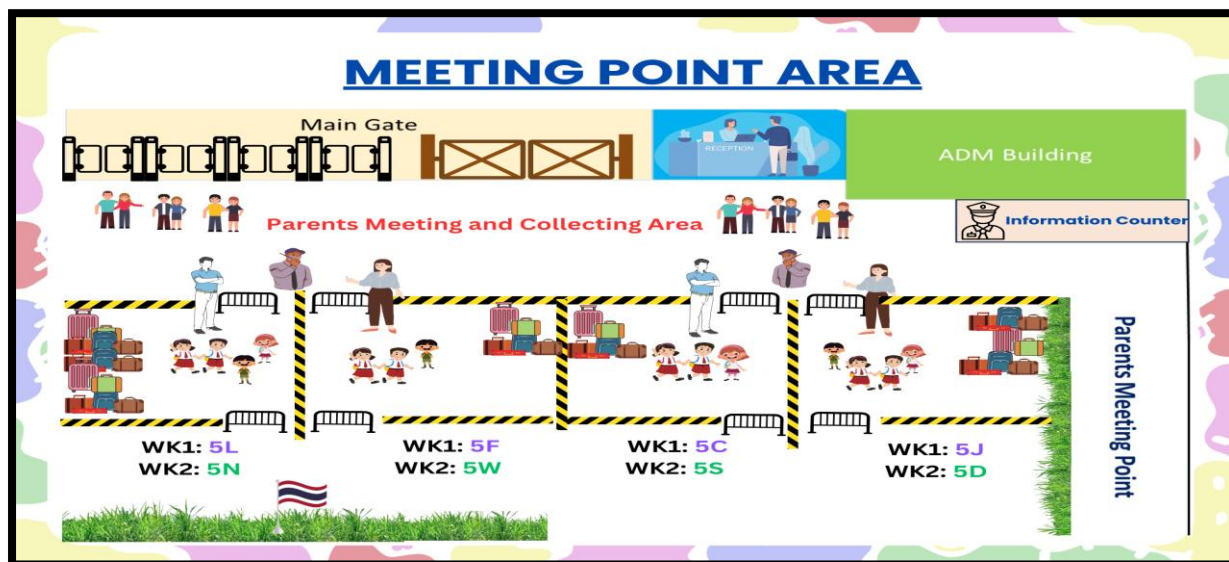 MEETING POINT AREA
Main Gate
RECEPTION
ADM Building
Parents Meeting and Collecting Area
Information Counter
Parents Meeting Point
WK1: 5L
WK2: 5N
WK1: 5F
WK2: 5W
WK1: 5C
WK2: 5S
WK1: 5J
WK2: 5D